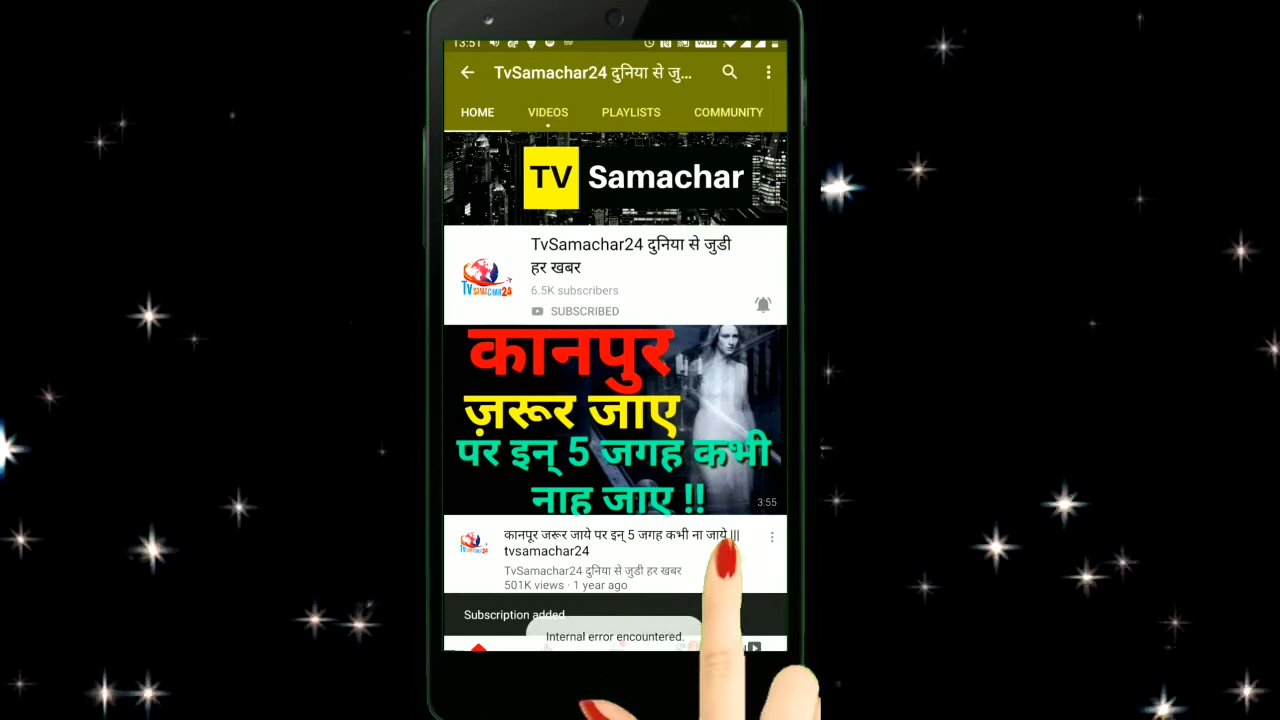 13:51
TvSamachar24 दुनिया से जु...
HOME VIDEOS PLAYLISTS COMMUNITY
TV Samachar
TvSamachar24 दुनिया से जुडी
हर खबर
6.5K subscribers
SUBSCRIBED
TV SAMACHAR24
कानपुर
ज़रूर जाए
पर इन् 5 जगह कभी
नाह जाए !!
3:55
कानपूर जरूर जाये पर इन् 5 जगह कभी ना जाये |||
tvsamachar24
TvSamachar24 दुनिया से जुडी हर खबर
501K views · 1 year ago
Subscription added
Internal error encountered.